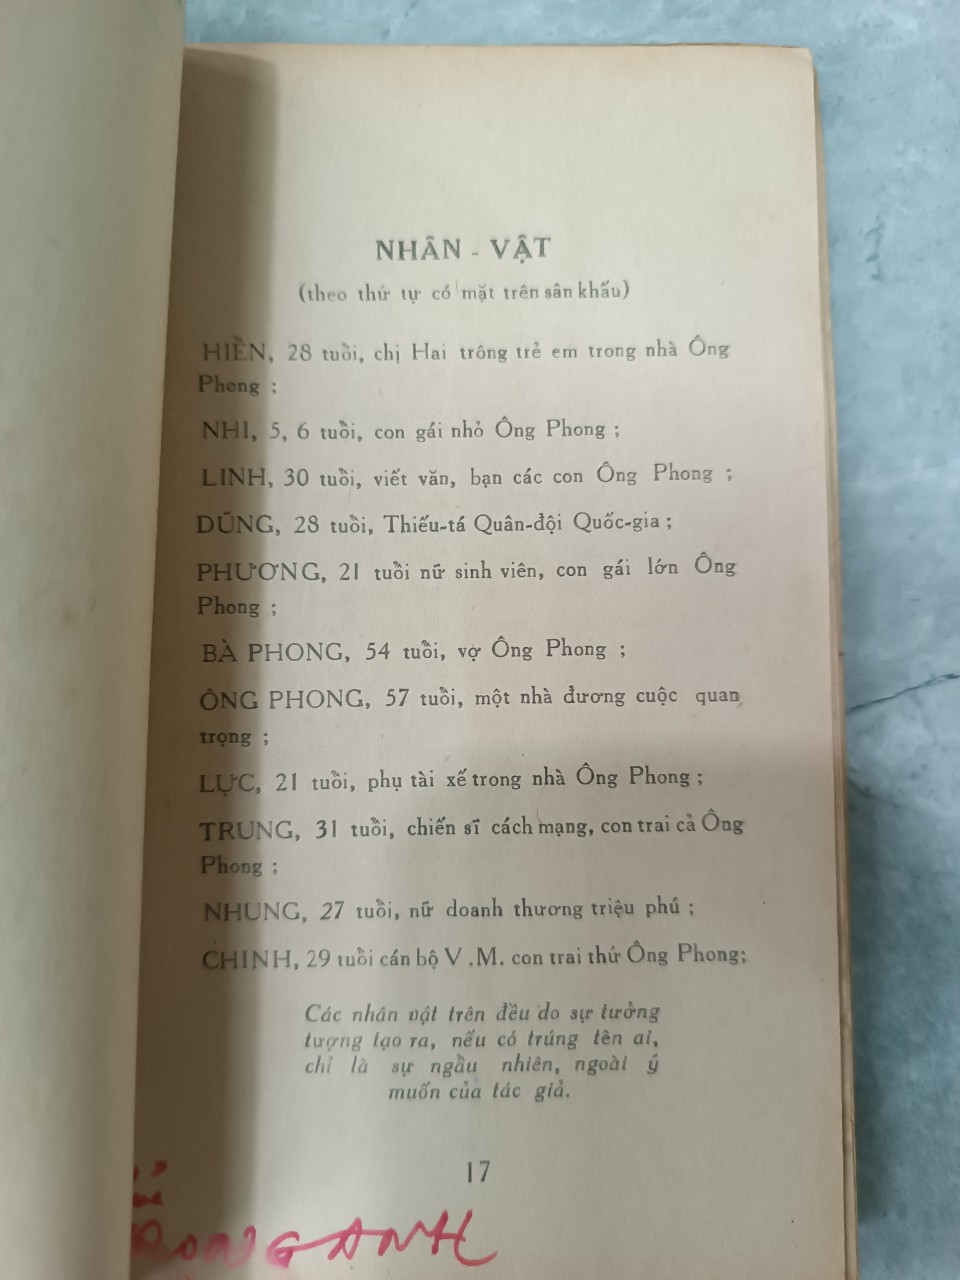 NHÂN - VẬT
(theo thứ tự có mặt trên sân khấu)
HIỀN, 28 tuổi, chị Hai trông trẻ em trong nhà Ông
Phong ;
NHI, 5, 6 tuổi, con gái nhỏ Ông Phong ;
LINH, 30 tuổi, viết văn, bạn các con Ông Phong ;
DŨNG, 28 tuổi, Thiếu-tá Quân-đội Quốc-gia ;
PHƯƠNG, 21 tuổi nữ sinh viên, con gái lớn Ông
Phong ;
BÀ PHONG, 54 tuổi, vợ Ông Phong ;
ÔNG PHONG, 57 tuổi, một nhà đương cuộc quan
trọng ;
LỰC, 21 tuổi, phụ tài xế trong nhà Ông Phong ;
TRUNG, 31 tuổi, chiến sĩ cách mạng, con trai cả Ông
Phong ;
NHUNG, 27 tuổi, nữ doanh thương triệu phú ;
CHINH, 29 tuổi cán bộ V .M. con trai thứ Ông Phong;
Các nhân vật trên đều do sự tưởng
tượng tạo ra, nếu có trúng tên ai,
chỉ là sự ngẫu nhiên, ngoài ý
muốn của tác giả.
17
ANH